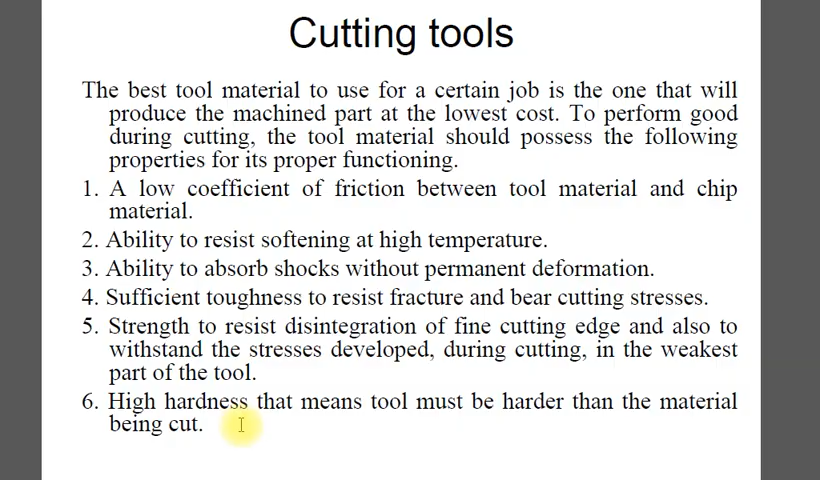 Cutting tools
The best tool material to use for a certain job is the one that will
produce the machined part at the lowest cost. To perform good
during cutting, the tool material should possess the following
properties for its proper functioning.
1. A low coefficient of friction between tool material and chip
material.
2. Ability to resist softening at high temperature.
3. Ability to absorb shocks without permanent deformation.
4. Sufficient toughness to resist fracture and bear cutting stresses.
5. Strength to resist disintegration of fine cutting edge and also to
withstand the stresses developed, during cutting, in the weakest
part of the tool.
6. High hardness that means tool must be harder than the material
being cut.